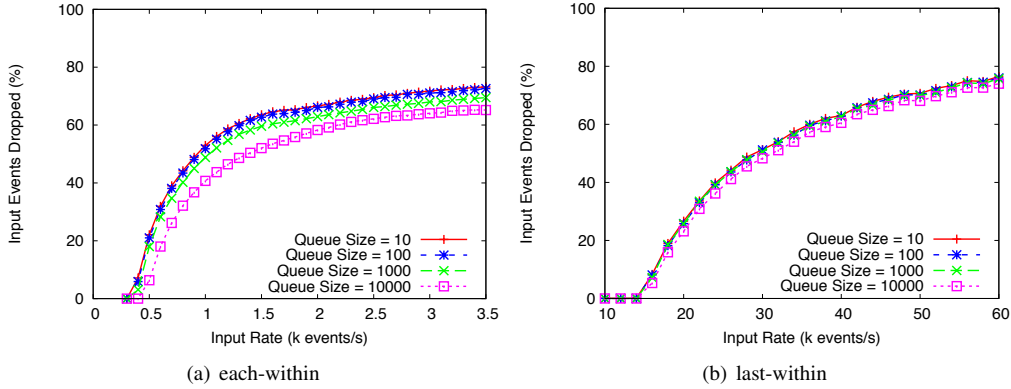 100
80
60
40
20
0
Input Events Dropped (%)
0 0.5 1 1.5 2 2.5 3 3.5
Input Rate (k events/s)
Queue Size = 10
Queue Size = 100
Queue Size = 1000
Queue Size = 10000
(a) each-within
100
80
60
40
20
0
Input Events Dropped (%)
10 20 30 40 50 60
Input Rate (k events/s)
Queue Size = 10
Queue Size = 100
Queue Size = 1000
Queue Size = 10000
(b) last-within